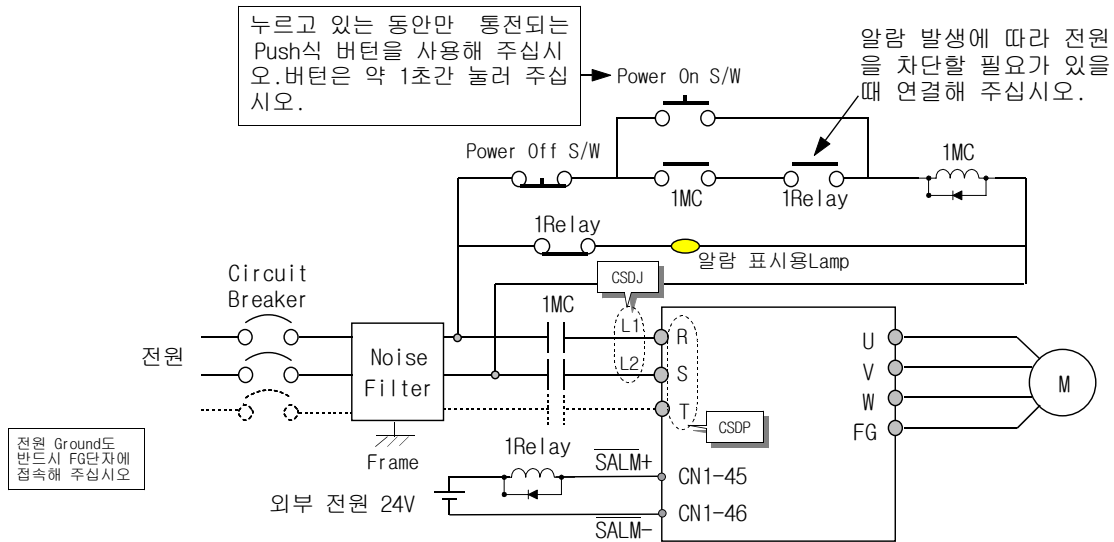 누르고 있는 동안만 통전되는
Push식 버턴을 사용해 주십시
오.버턴은 약 1초간 눌러 주십
시오.
Power On S/W
알람 발생에 따라 전원
을 차단할 필요가 있을
때 연결해 주십시오.
Power Off S/W
1MC
1Relay
1MC
1Relay
알람 표시용Lamp
CSDJ
Circuit
Breaker
1MC
L1
R
U
전원
Noise
Filter
L2
S
V
M
T
W
CSDP
FG
전원 Ground도
반드시 FG단자에
접속해 주십시오
Frame
1Relay
SALM+
CN1-45
외부 전원 24V
SALM-
CN1-46